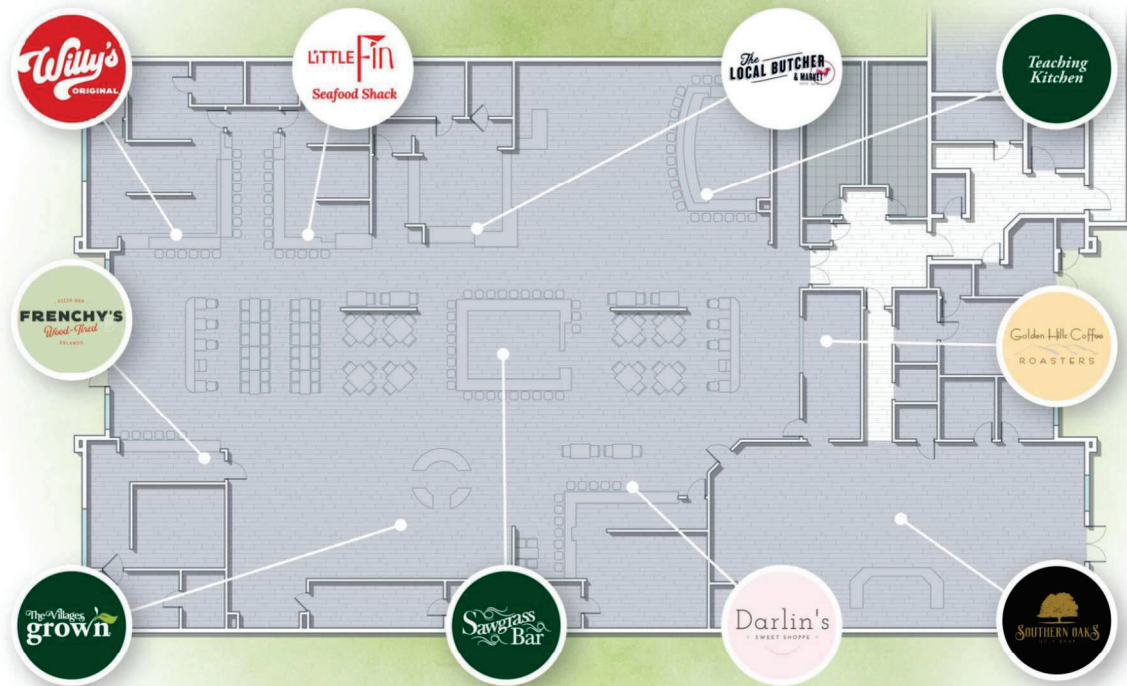 Willy's
ORIGINAL
LiTTLE Fin
Seafood Shack
The
LOCAL BUTCHER
& MARKET
Teaching
Kitchen
FRENCHY'S
Wood-Fired
ORLANDO
Golden Hills Coffee
ROASTERS
The Villages
grown
Sawgrass
Bar
Darlin's
SWEET SHOPPE
SOUTHERN OAKS